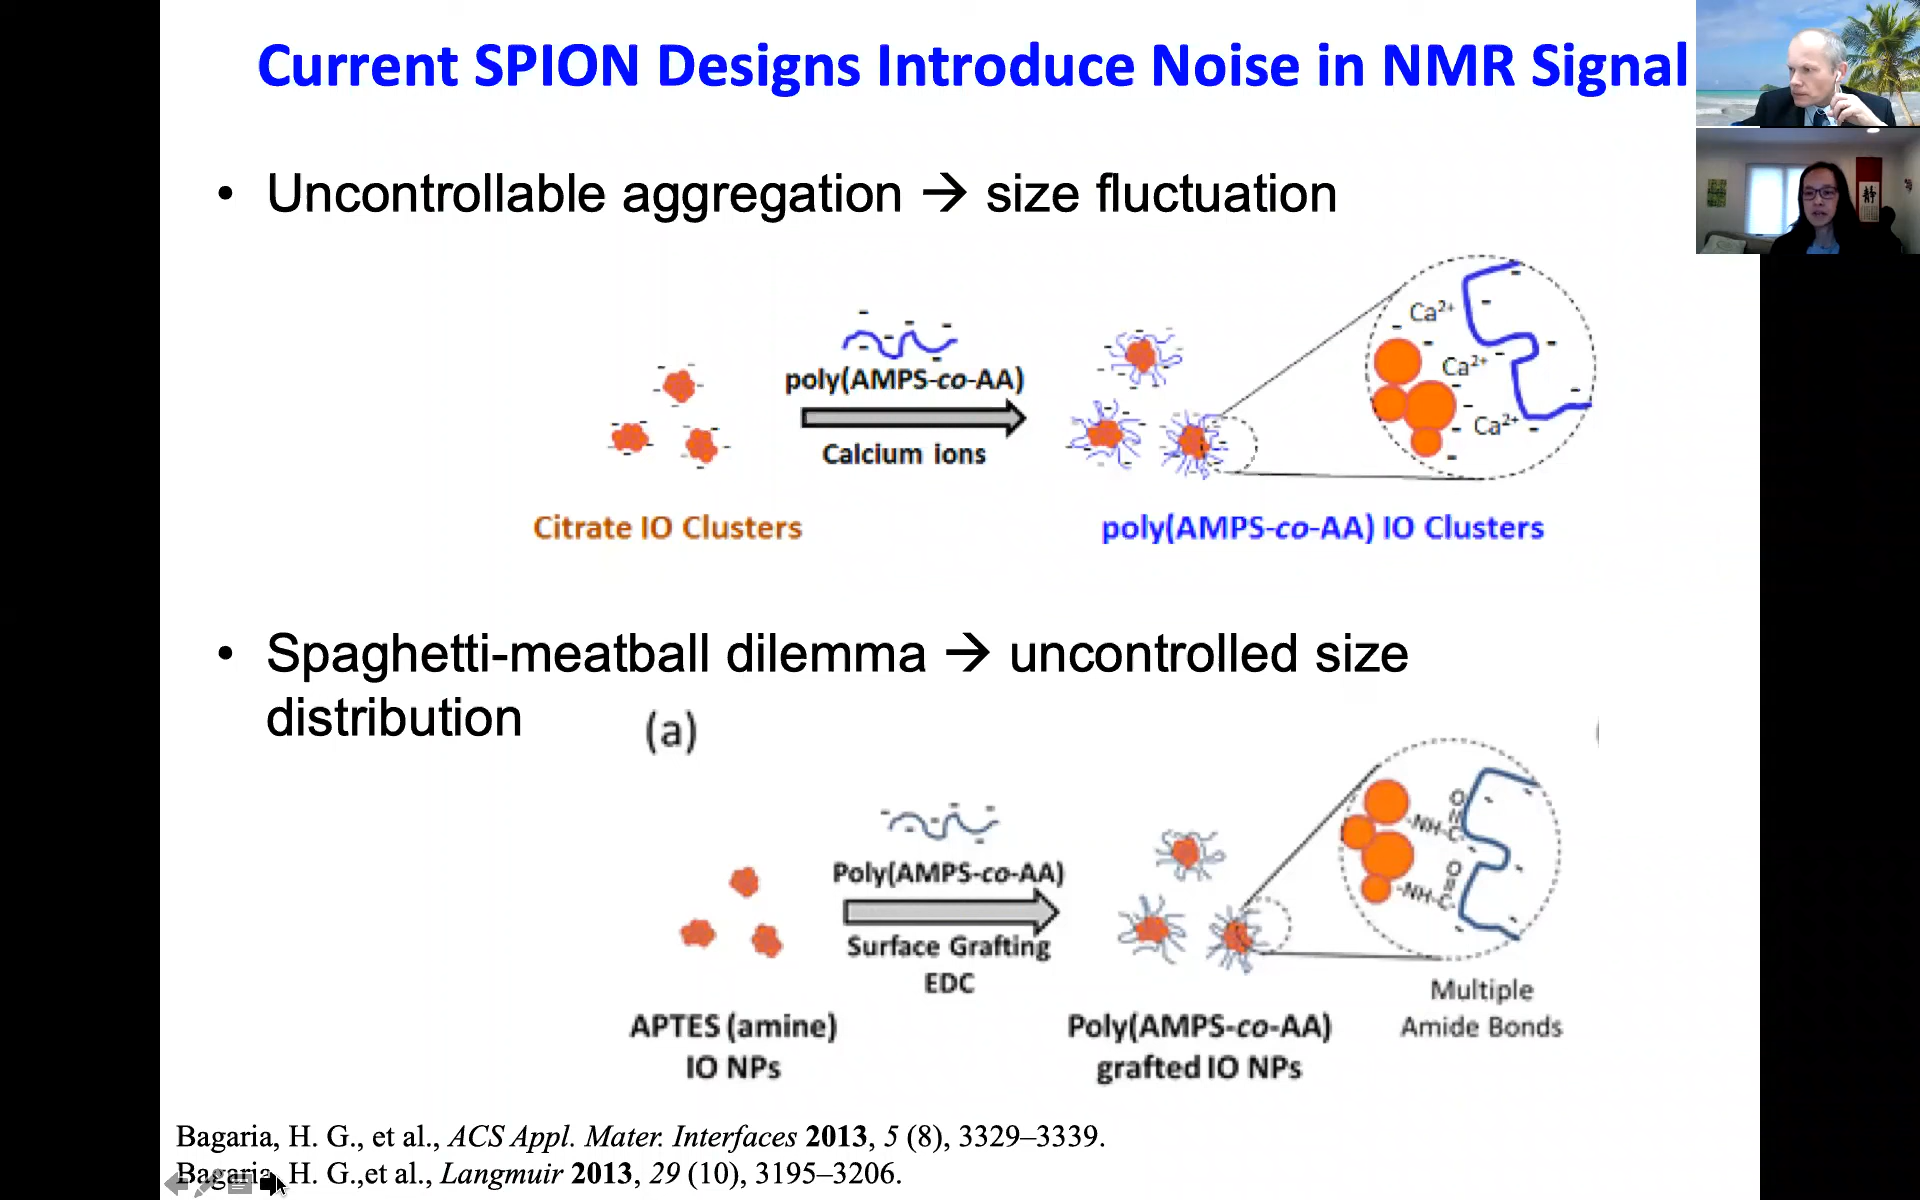 Current SPION Designs Introduce Noise in NMR Signal
• Uncontrollable aggregation → size fluctuation
poly(AMPS-co-AA)
Calcium ions
Ca²⁺
Ca²⁺
Ca²⁺
Citrate IO Clusters
poly(AMPS-co-AA) IO Clusters
• Spaghetti-meatball dilemma → uncontrolled size
distribution
(a)
Poly(AMPS-co-AA)
Surface Grafting
EDC
O
-NH-C
O
-NH-C
APTES (amine)
IO NPs
Poly(AMPS-co-AA)
grafted IO NPs
Multiple
Amide Bonds
Bagaria, H. G., et al., ACS Appl. Mater. Interfaces 2013, 5 (8), 3329–3339.
Bagaria, H. G.,et al., Langmuir 2013, 29 (10), 3195–3206.
靜